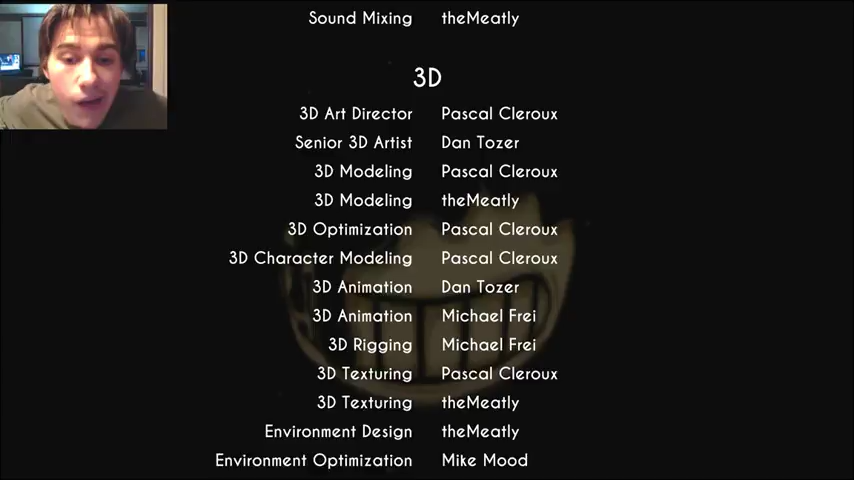 Sound Mixing theMeatly
3D
3D Art Director Pascal Cleroux
Senior 3D Artist Dan Tozer
3D Modeling Pascal Cleroux
3D Modeling theMeatly
3D Optimization Pascal Cleroux
3D Character Modeling Pascal Cleroux
3D Animation Dan Tozer
3D Animation Michael Frei
3D Rigging Michael Frei
3D Texturing Pascal Cleroux
3D Texturing theMeatly
Environment Design theMeatly
Environment Optimization Mike Mood